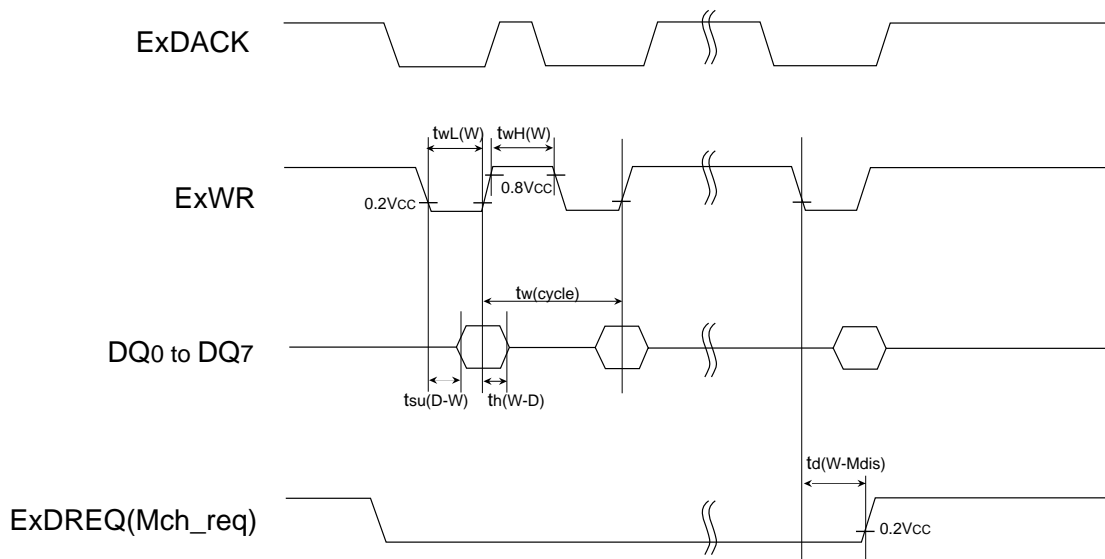 ExDACK
twL(W) twH(W)
ExWR
0.2VCC
0.8VCC
tw(cycle)
DQ0 to DQ7
tsu(D-W) th(W-D)
td(W-Mdis)
ExDREQ(Mch_req)
0.2VCC